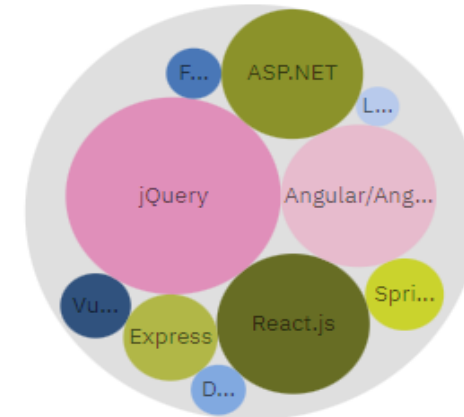 F...
ASP.NET
L...
jQuery
Angular/Ang...
Vu...
Express
React.js
Spri...
D...